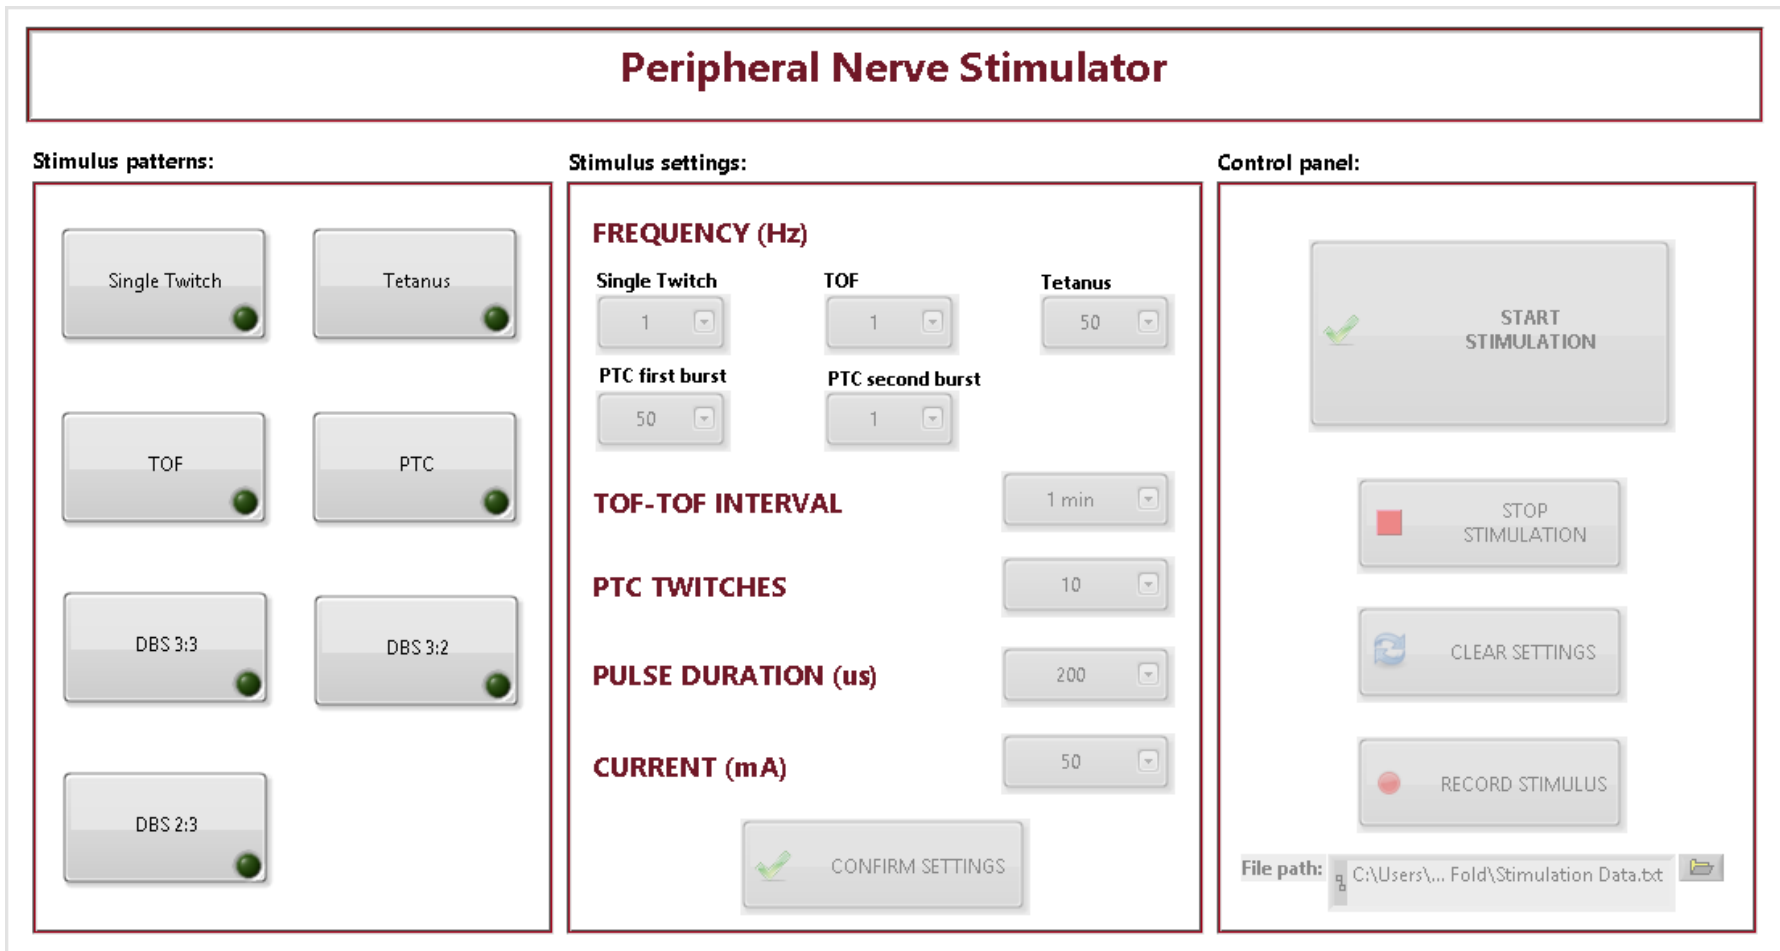 Peripheral Nerve Stimulator
Stimulus patterns:
Single Twitch
Tetanus
TOF
PTC
DBS 3:3
DBS 3:2
DBS 2:3
Stimulus settings:
FREQUENCY (Hz)
Single Twitch
TOF
Tetanus
1
1
50
PTC first burst
PTC second burst
50
1
TOF-TOF INTERVAL
1 min
PTC TWITCHES
10
PULSE DURATION (us)
200
CURRENT (mA)
50
CONFIRM SETTINGS
Control panel:
START
STIMULATION
STOP
STIMULATION
CLEAR SETTINGS
RECORD STIMULUS
File path:
C:\Users\... Fold\Stimulation Data.txt